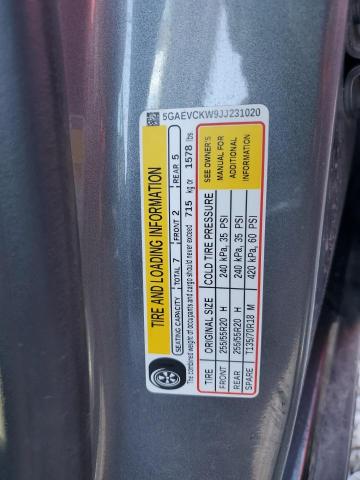 5GAEVCKW9JJ231020
TIRE AND LOADING INFORMATION
SEATING CAPACITY TOTAL 7 FRONT 2 REAR 5
The combined weight of occupants and cargo should never exceed 715 kg or 1578 lbs.
TIRE ORIGINAL SIZE COLD TIRE PRESSURE
FRONT 255/55R20 H 240 kPa, 35 PSI
REAR 255/55R20 H 240 kPa, 35 PSI
SPARE T135/70R18 M 420 kPa, 60 PSI
SEE OWNER'S
MANUAL FOR
ADDITIONAL
INFORMATION